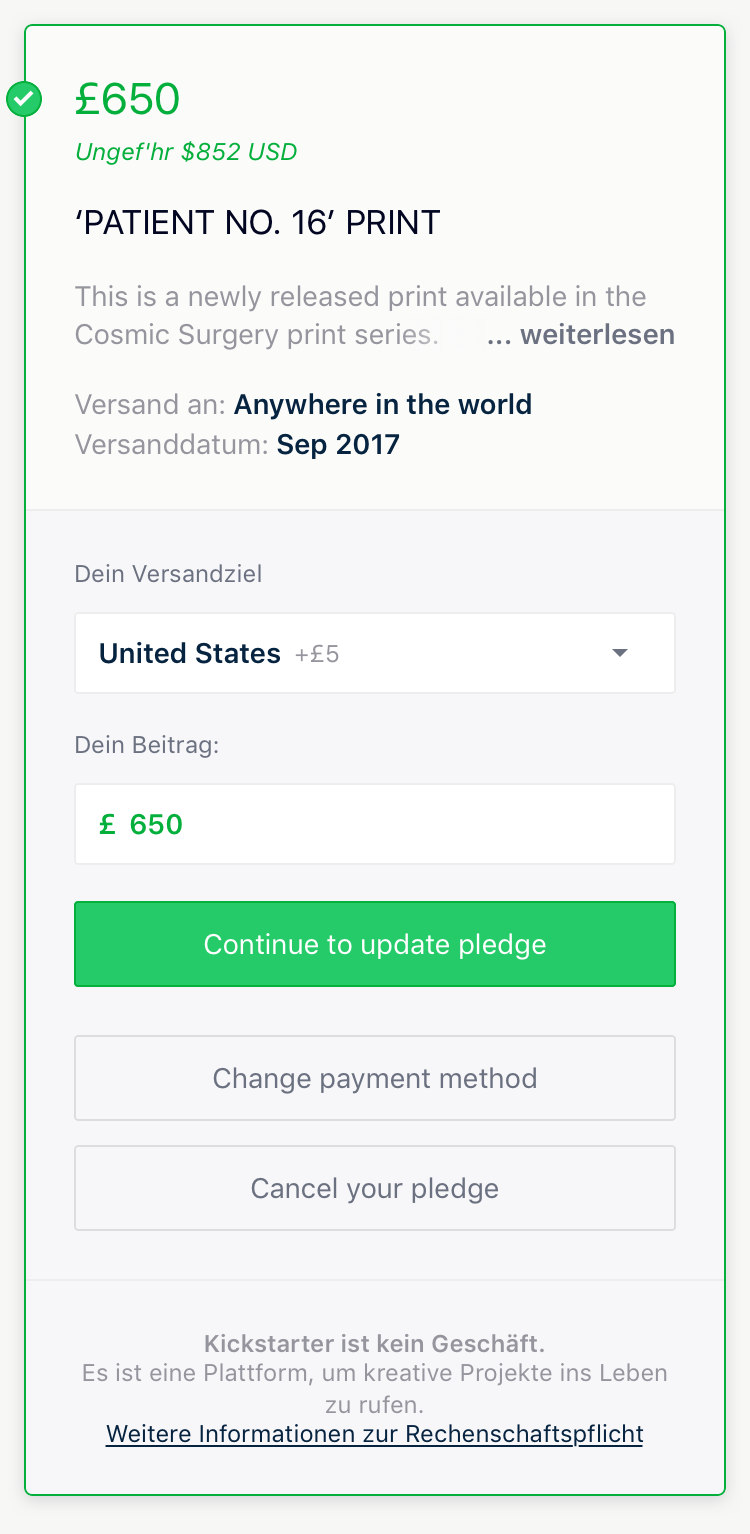 £650
Ungef'hr $852 USD
‘PATIENT NO. 16’ PRINT
This is a newly released print available in the
Cosmic Surgery print series. ... weiterlesen
Versand an: Anywhere in the world
Versanddatum: Sep 2017
Dein Versandziel
United States +£5
Dein Beitrag:
£ 650
Continue to update pledge
Change payment method
Cancel your pledge
Kickstarter ist kein Geschäft.
Es ist eine Plattform, um kreative Projekte ins Leben
zu rufen.
Weitere Informationen zur Rechenschaftspflicht